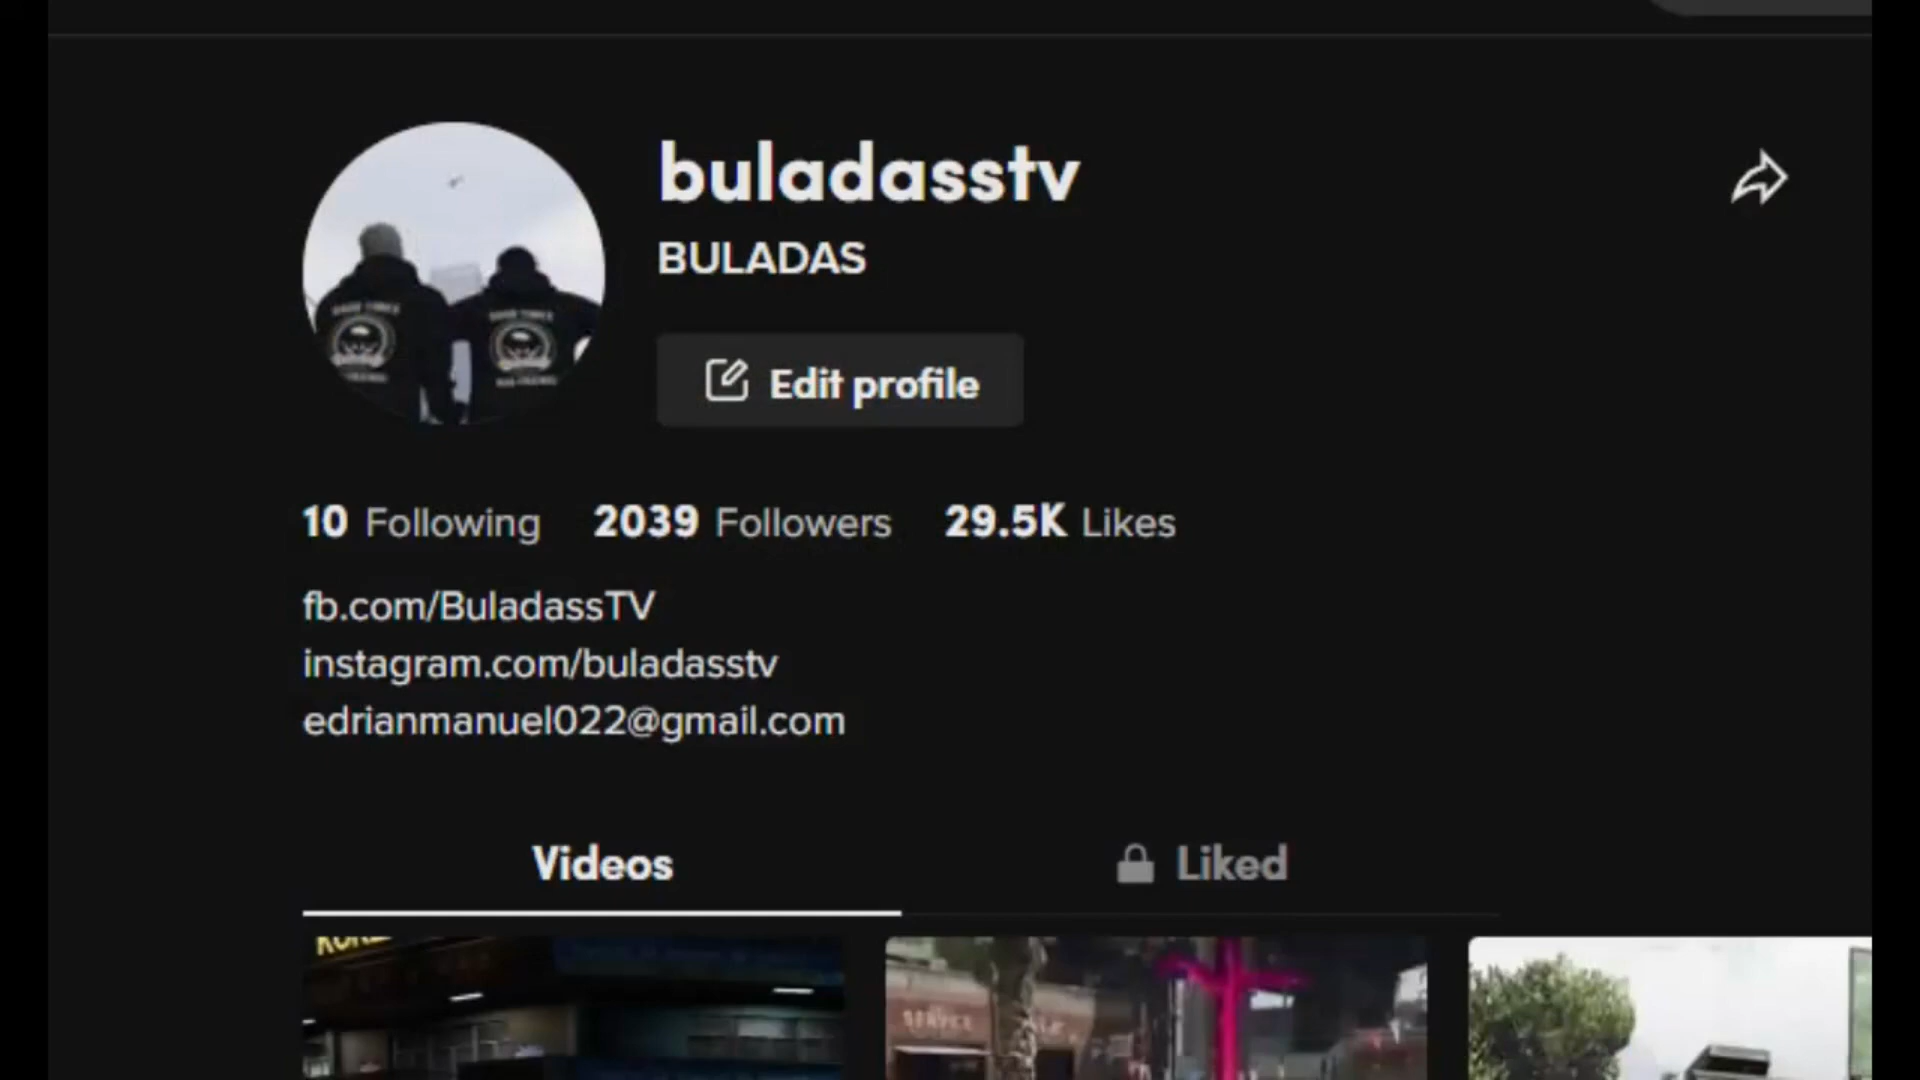 buladasstv
BULADAS
Edit profile
10 Following 2039 Followers 29.5K Likes
fb.com/BuladassTV
instagram.com/buladasstv
edrianmanuel022@gmail.com
Videos Liked
SERVICE